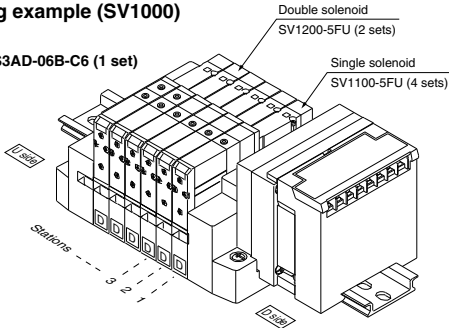 g example (SV1000)
Double solenoid
SV1200-5FU (2 sets)
S3AD-06B-C6 (1 set)
Single solenoid
SV1100-5FU (4 sets)
U side
Stations
3
2
1
D D D D D D
D side